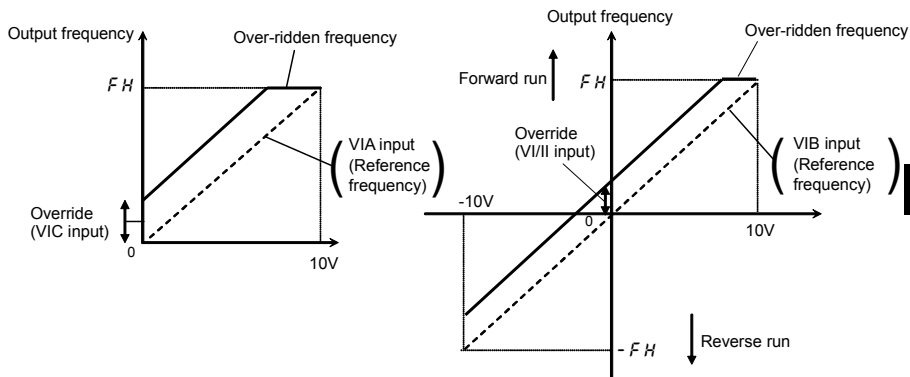 Output frequency
Over-ridden frequency
FH
VIA input
(Reference
frequency)
Override
(VIC input)
0
10V
Output frequency
Over-ridden frequency
Forward run
FH
Override
(VI/II input)
VIB input
(Reference
frequency)
-10V
0
10V
-FH
Reverse run